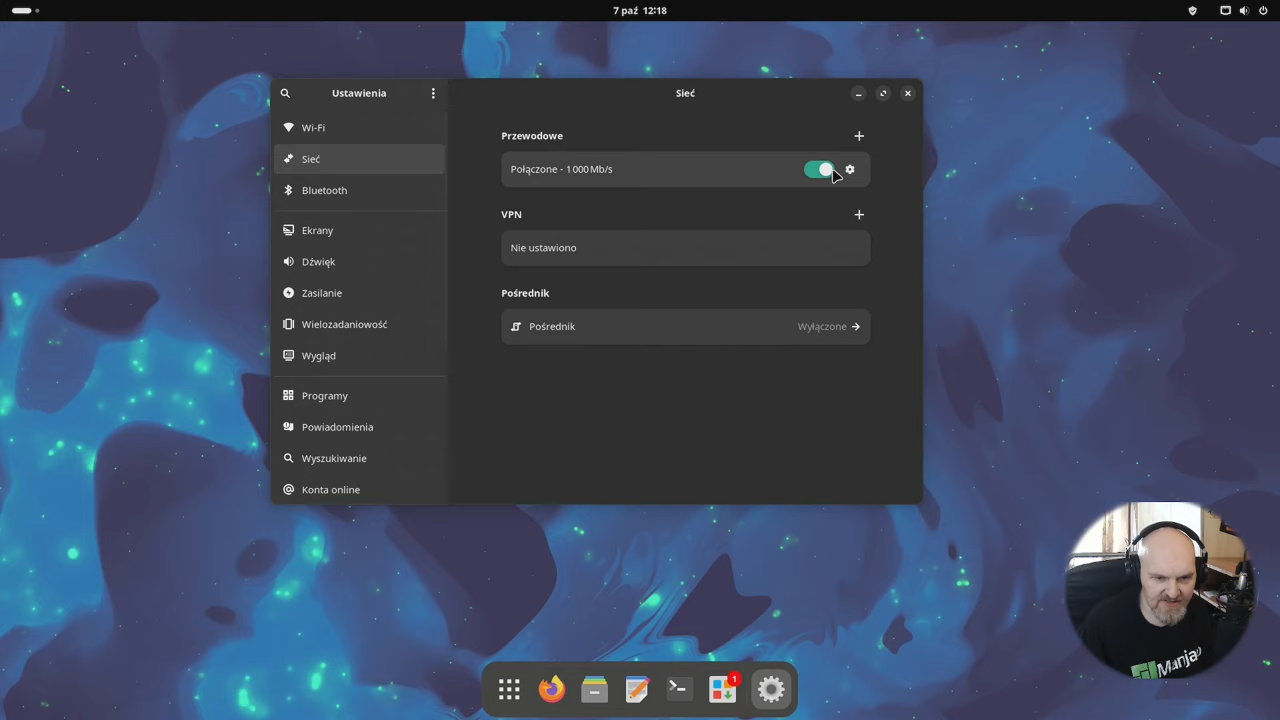 7 paź 12:18
Ustawienia
Sieć
Wi-Fi
Sieć
Bluetooth
Ekrany
Dźwięk
Zasilanie
Wielozadaniowość
Wygląd
Programy
Powiadomienia
Wyszukiwanie
Konta online
Przewodowe
Połączone - 1 000 Mb/s
VPN
Nie ustawiono
Pośrednik
Pośrednik
Wyłączone
1
Manja